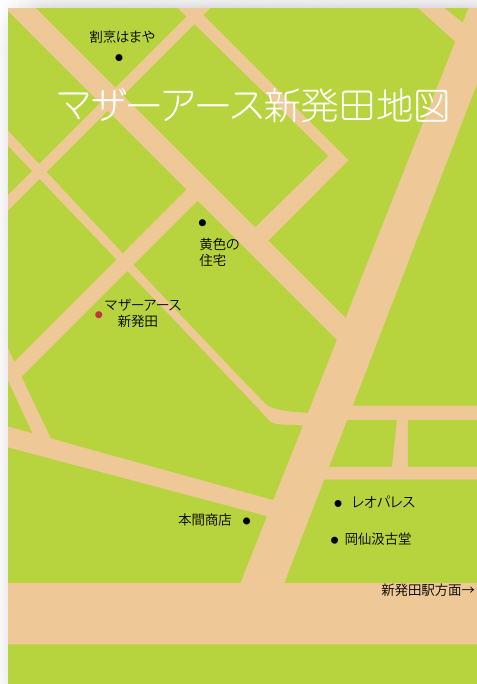 割烹はまや
マザーアース新発田地図
黄色の
住宅
マザーアース
新発田
レオパレス
本間商店
岡仙汲古堂
新発田駅方面→